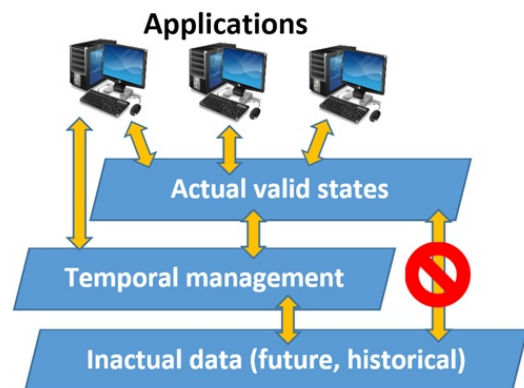 Applications
Actual valid states
Temporal management
Inactual data (future, historical)